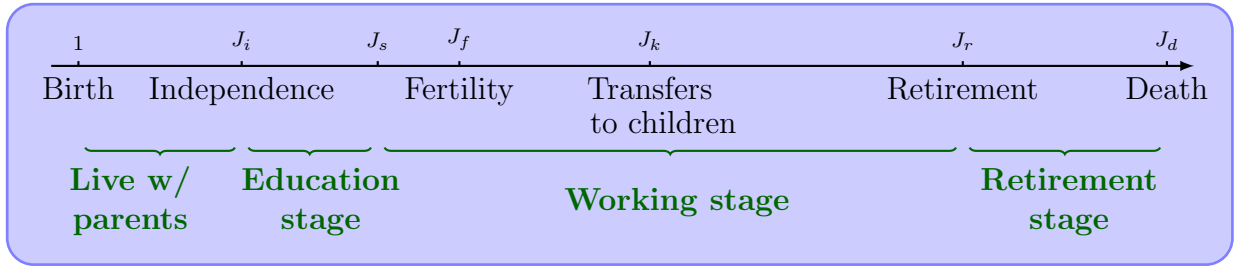 1 J_i J_s J_f J_k J_r J_d
Birth Independence Fertility Transfers Retirement Death
to children
Live w/ Education Working stage Retirement
parents stage stage